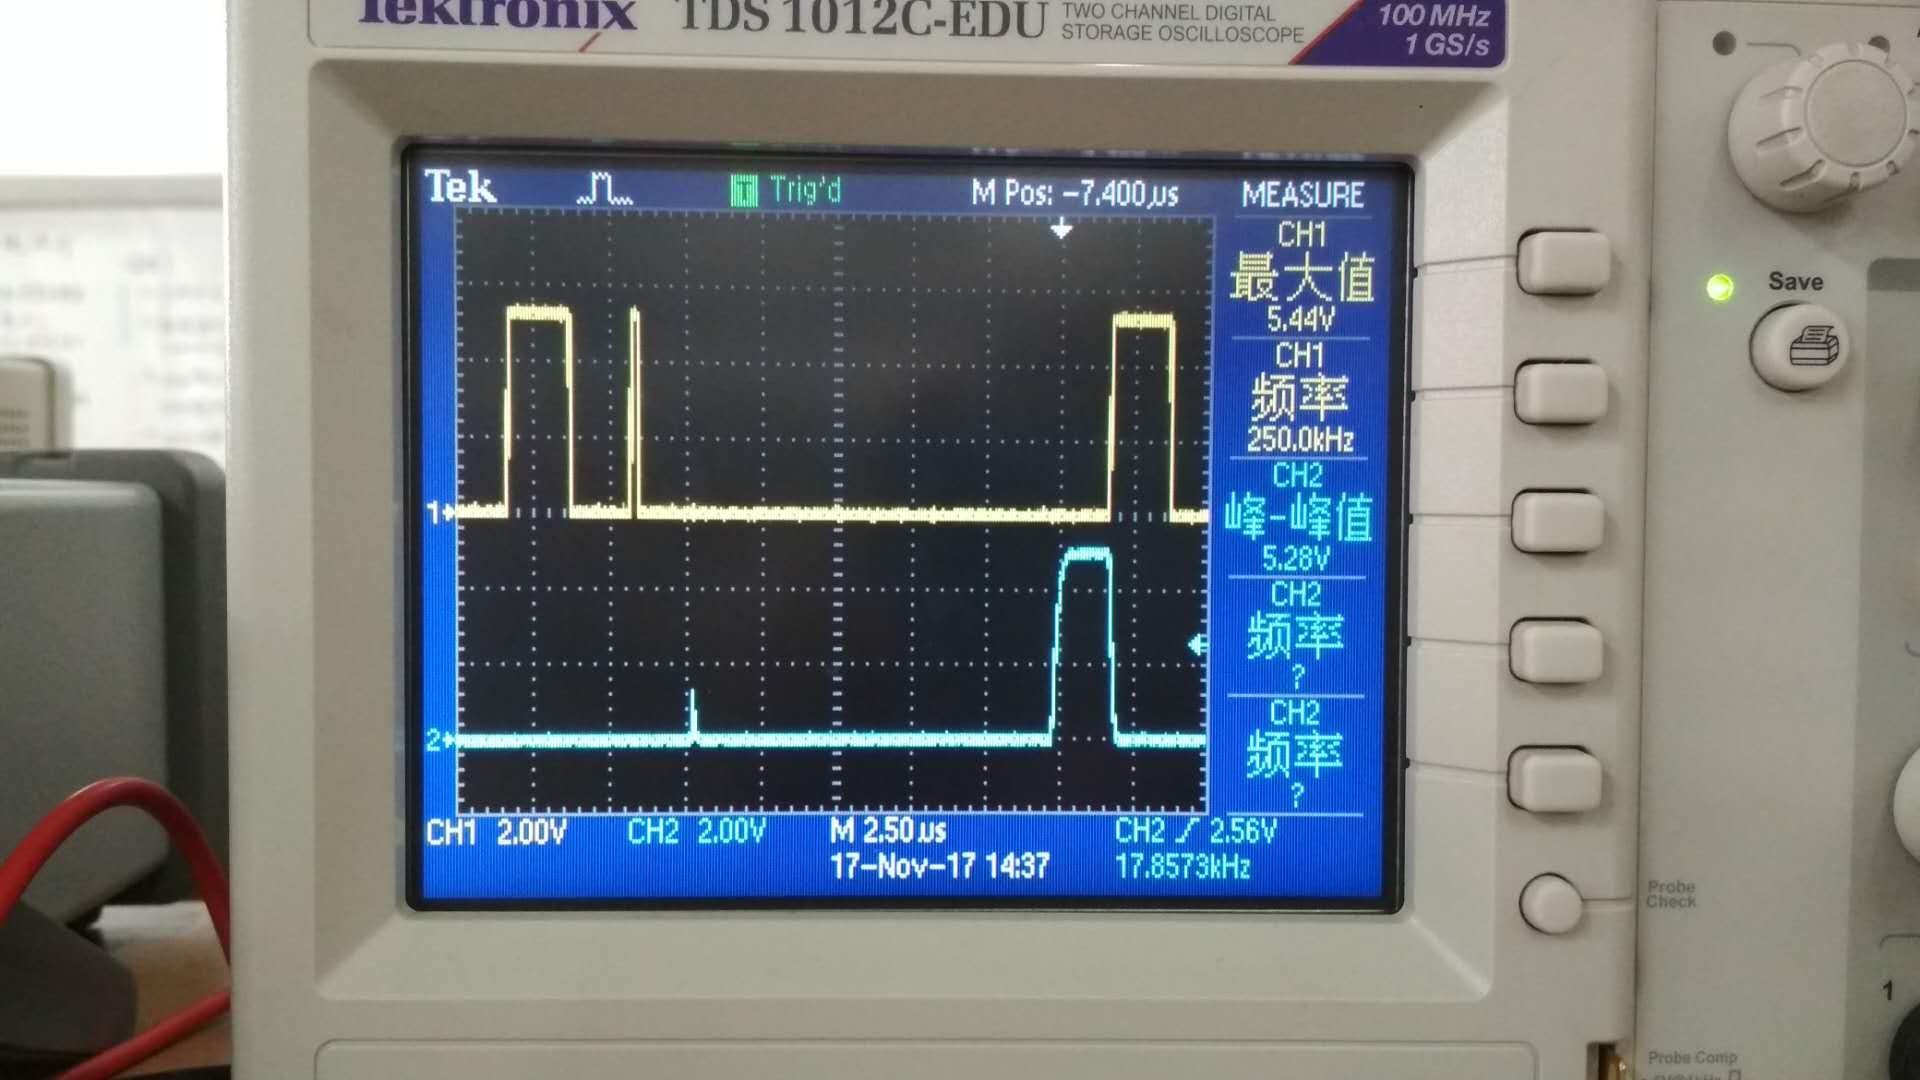 Tektronix TDS 1012C-EDU TWO CHANNEL DIGITAL STORAGE OSCILLOSCOPE
100 MHz
1 GS/s
Tek Trig'd M Pos: -7.400µs MEASURE
CH1
最大值
5.44V
CH1
频率
250.0kHz
CH2
峰-峰值
5.28V
CH2
频率
?
CH2
频率
?
1
2
CH1 2.00V CH2 2.00V M 2.50µs CH2 2.56V
17-Nov-17 14:37 17.8573kHz
Save
Probe
Check
1
Probe Comp